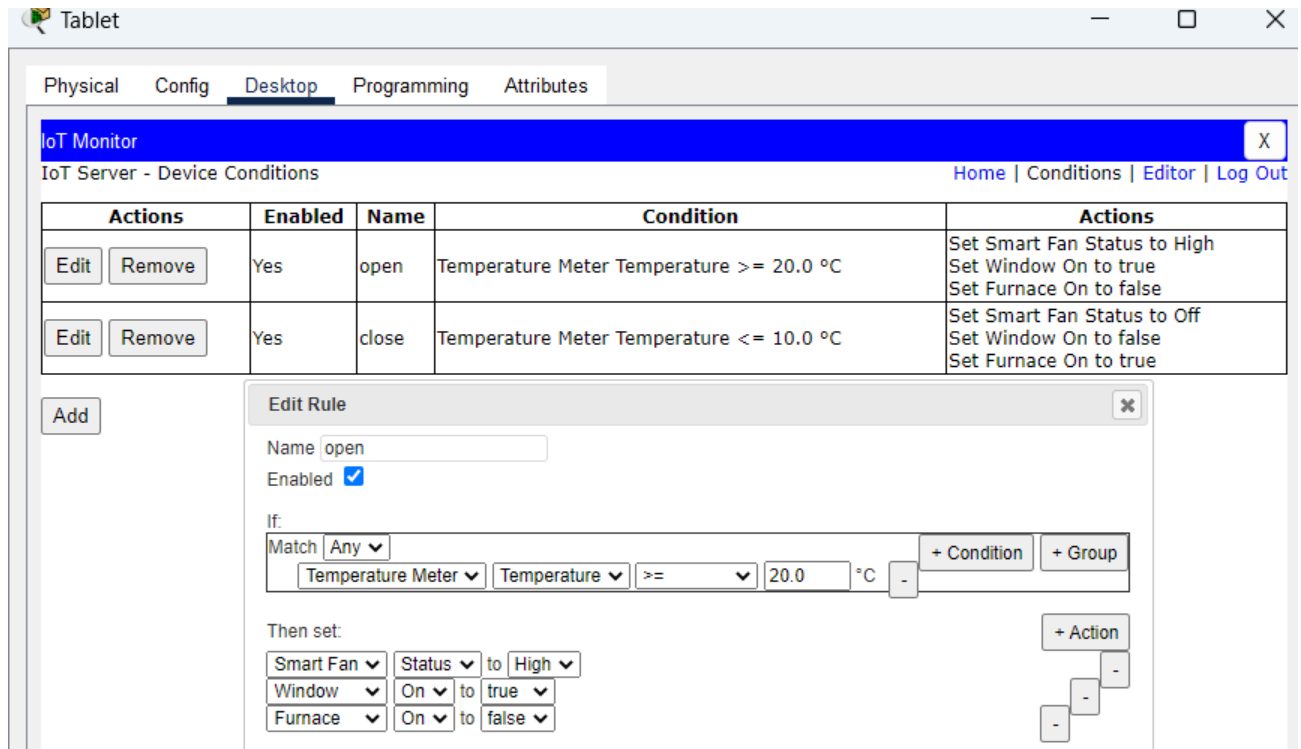 Tablet
Physical Config Desktop Programming Attributes
IoT Monitor X
IoT Server - Device Conditions Home | Conditions | Editor | Log Out
Actions Enabled Name Condition Actions
Edit Remove Yes open Temperature Meter Temperature >= 20.0 °C Set Smart Fan Status to High
Set Window On to true
Set Furnace On to false
Edit Remove Yes close Temperature Meter Temperature <= 10.0 °C Set Smart Fan Status to Off
Set Window On to false
Set Furnace On to true
Add
Edit Rule
Name open
Enabled
If:
Match Any + Condition + Group
Temperature Meter Temperature >= 20.0 °C -
Then set: + Action
Smart Fan Status to High -
Window On to true -
Furnace On to false -